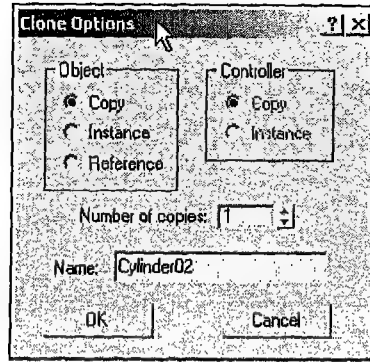 Clone Options
Object
Controller
Copy
Copy
Instance
Instance
Reference
Number of copies: 1
Name: Cylinder02
OK
Cancel